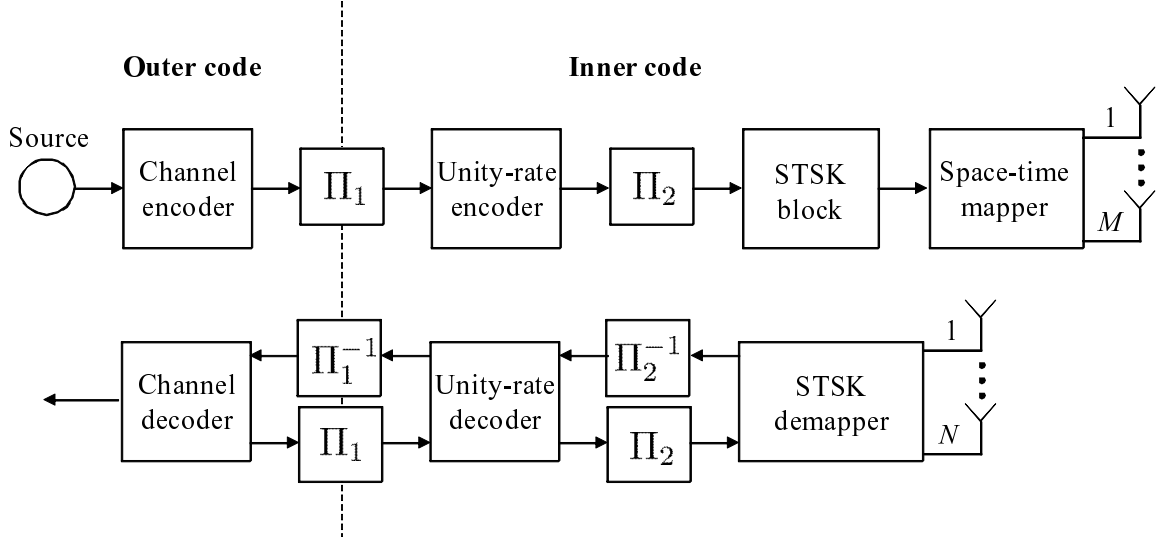 Outer code
Inner code
Source
Channel
encoder
Π₁
Unity-rate
encoder
Π₂
STSK
block
Space-time
mapper
1
M
Channel
decoder
Π₁⁻¹
Π₁
Unity-rate
decoder
Π₂⁻¹
Π₂
STSK
demapper
1
N